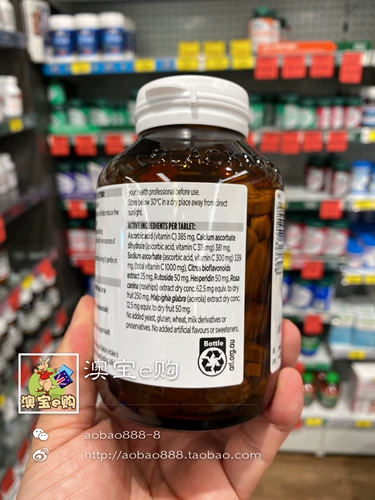 your health professional before use.
Store below 30°C in a dry place away from direct
sunlight.
ACTIVE INGREDIENTS PER TABLET:
Ascorbic acid (vitamin C) 385 mg, Calcium ascorbate
dihydrate (ascorbic acid, vitamin C 315 mg) 381 mg,
Sodium ascorbate (ascorbic acid, vitamin C 300 mg) 339
mg, (total vitamin C 1000 mg), Citrus bioflavonoids
extract 25 mg, Rutoside 50 mg, Hesperidin 50 mg, Rosa
canina (rosehips) extract dry conc. 62.5 mg equiv. to dry
fruit 250 mg, Malpighia glabra (acerola) extract dry conc.
12.5 mg equiv. to dry fruit 50 mg.
No added yeast, gluten, wheat, milk derivatives or
preservatives. No added artificial flavours or sweeteners.
Bottle
arl.org.au
澳宝e购
澳宝e购
aobao888-8
http://aobao888.taobao.com